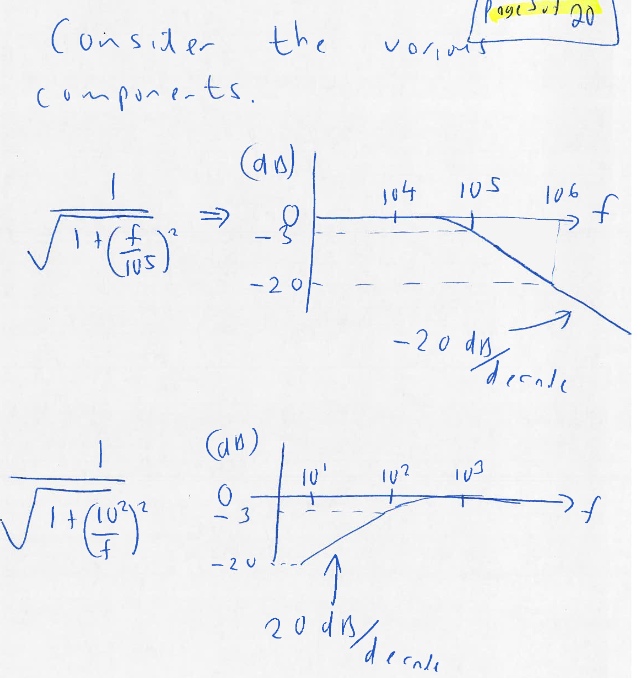 Page 3 of 20
Consider the various
components.
(dB)
1/√(1+(f/10^5)^2) ⇒ 0 10^4 10^5 10^6 f
-3
-20
-20 dB/decade
(dB)
1/√(1+(10^2/f)^2) 0 10^1 10^2 10^3 f
-3
-20
20 dB/decade